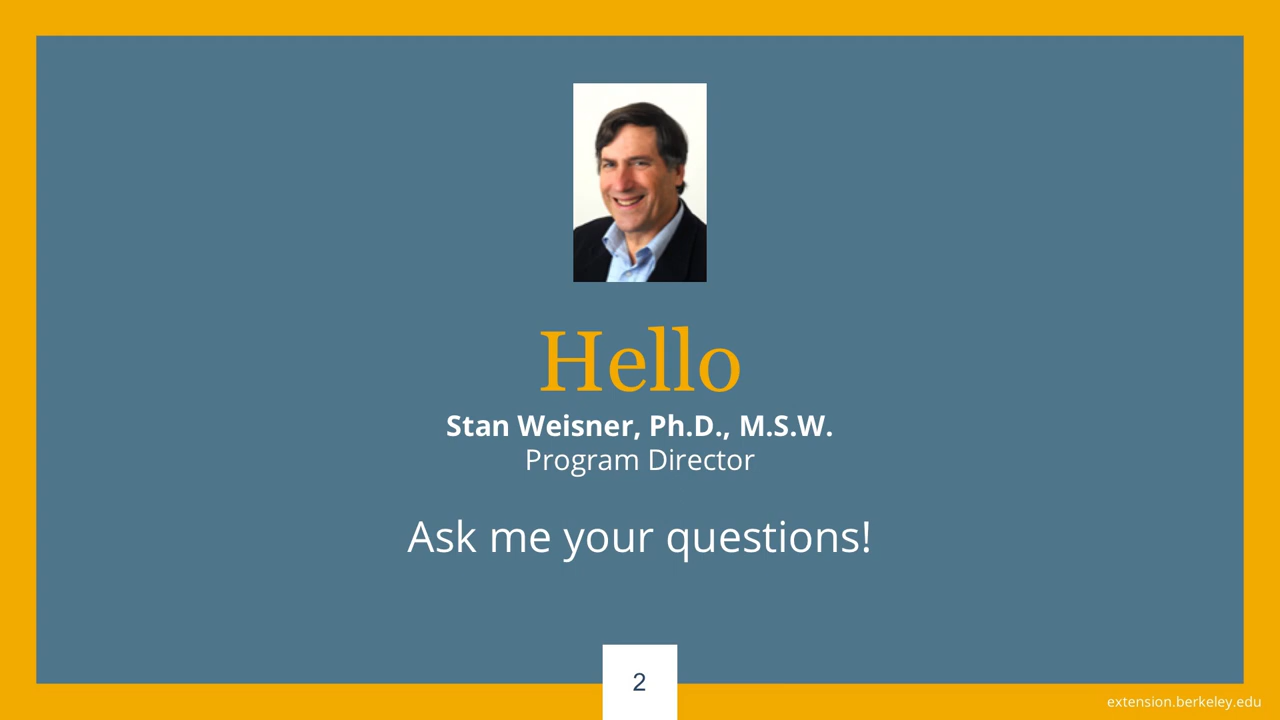 Hello
Stan Weisner, Ph.D., M.S.W.
Program Director
Ask me your questions!
2
extension.berkeley.edu